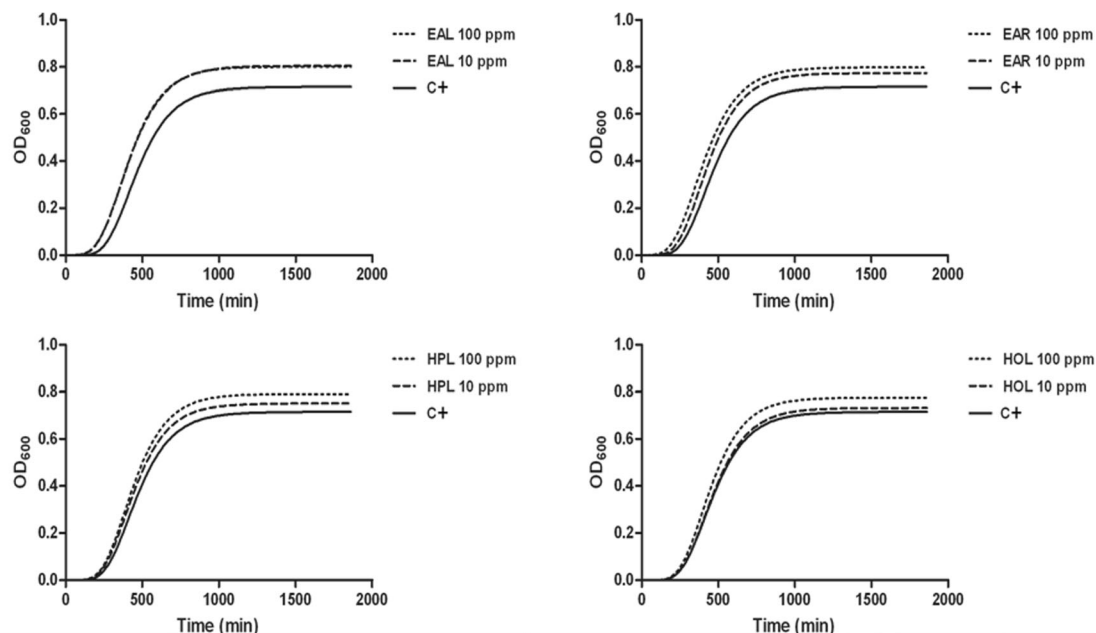 1.0
0.8
0.6
0.4
0.2
0.0
OD600
0
500
1000
1500
2000
Time (min)
EAL 100 ppm
EAL 10 ppm
C+
1.0
0.8
0.6
0.4
0.2
0.0
OD600
0
500
1000
1500
2000
Time (min)
EAR 100 ppm
EAR 10 ppm
C+
1.0
0.8
0.6
0.4
0.2
0.0
OD600
0
500
1000
1500
2000
Time (min)
HPL 100 ppm
HPL 10 ppm
C+
1.0
0.8
0.6
0.4
0.2
0.0
OD600
0
500
1000
1500
2000
Time (min)
HOL 100 ppm
HOL 10 ppm
C+